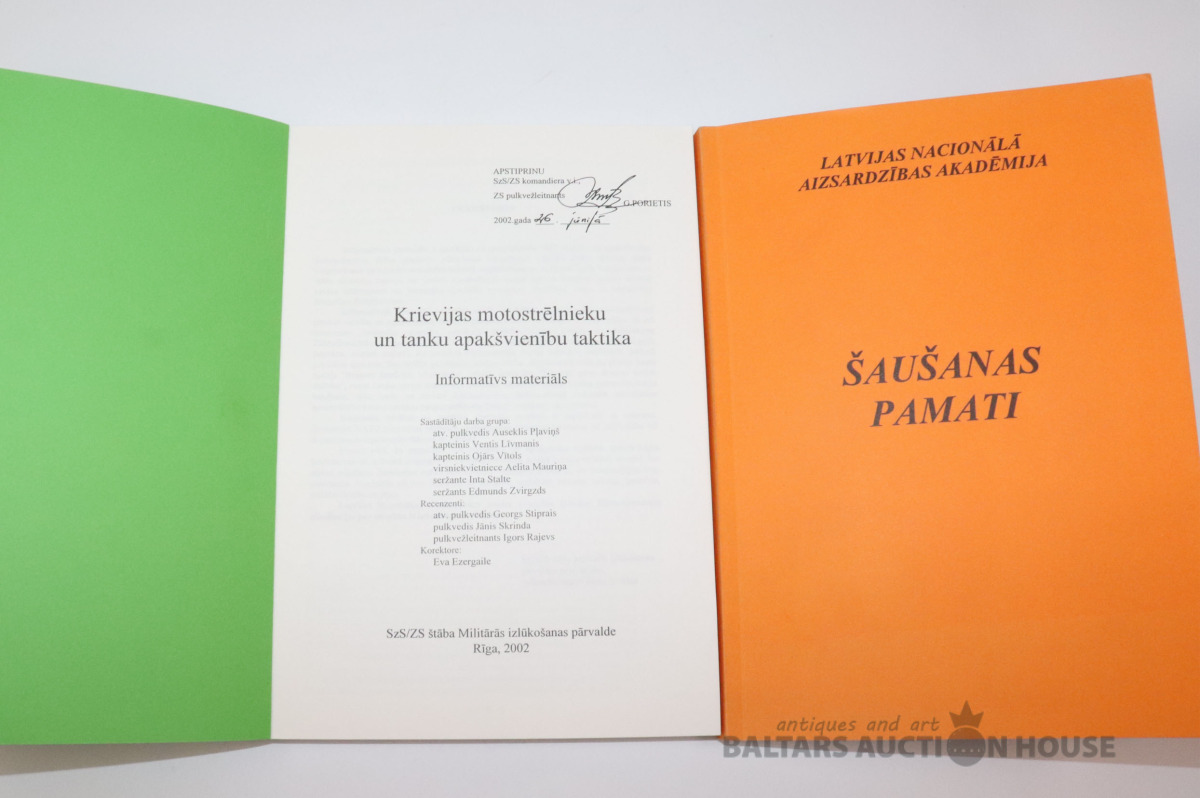 APSTIPRINU
SzS/ZS komandiera v.i.
ZS pulkvežleitnants G.PORIETIS
2002.gada 26. jūnijā
Krievijas motostrēlnieku
un tanku apakšvienību taktika
Informatīvs materiāls
Sastādītāju darba grupa:
atv. pulkvedis Auseklis Pļaviņš
kapteinis Ventis Līvmanis
kapteinis Ojārs Vītols
virsniekvietniece Aelita Mauriņa
seržante Inta Stalte
seržants Edmunds Zvirgzds
Recenzenti:
atv. pulkvedis Georgs Stiprais
pulkvedis Jānis Skrinda
pulkvežleitnants Igors Rajevs
Korektore:
Eva Ezergaile
SzS/ZS štāba Militārās izlūkošanas pārvalde
Rīga, 2002
LATVIJAS NACIONĀLĀ
AIZSARDZĪBAS AKADĒMIJA
ŠAUŠANAS
PAMATI
antiques and art
BALTARS AUCTION HOUSE